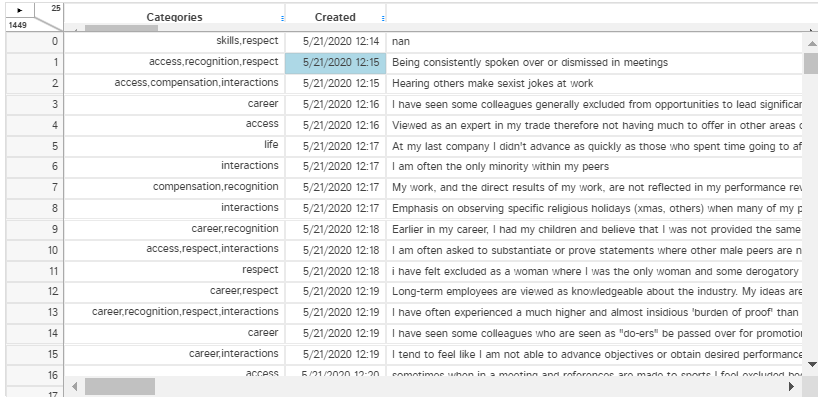 25
1449
Categories Created
0 skills,respect 5/21/2020 12:14 nan
1 access,recognition,respect 5/21/2020 12:15 Being consistently spoken over or dismissed in meetings
2 access,compensation,interactions 5/21/2020 12:15 Hearing others make sexist jokes at work
3 career 5/21/2020 12:16 I have seen some colleagues generally excluded from opportunities to lead significan
4 access 5/21/2020 12:16 Viewed as an expert in my trade therefore not having much to offer in other areas
5 life 5/21/2020 12:17 At my last company I didn't advance as quickly as those who spent time going to af
6 interactions 5/21/2020 12:17 I am often the only minority within my peers
7 compensation,recognition 5/21/2020 12:17 My work, and the direct results of my work, are not reflected in my performance rev
8 interactions 5/21/2020 12:17 Emphasis on observing specific religious holidays (xmas, others) when many of my p
9 career,recognition 5/21/2020 12:18 Earlier in my career, I had my children and believe that I was not provided the same
10 access,respect,interactions 5/21/2020 12:18 I am often asked to substantiate or prove statements where other male peers are n
11 respect 5/21/2020 12:18 i have felt excluded as a woman where I was the only woman and some derogatory
12 career,respect 5/21/2020 12:19 Long-term employees are viewed as knowledgeable about the industry. My ideas are
13 career,recognition,respect,interactions 5/21/2020 12:19 I have often experienced a much higher and almost insidious 'burden of proof' than
14 career 5/21/2020 12:19 I have seen some colleagues who are seen as "do-ers" be passed over for promotion
15 career,interactions 5/21/2020 12:19 I tend to feel like I am not able to advance objectives or obtain desired performance
16 access 5/21/2020 12:20 sometimes when in a meeting and references are made to sports I feel excluded
17